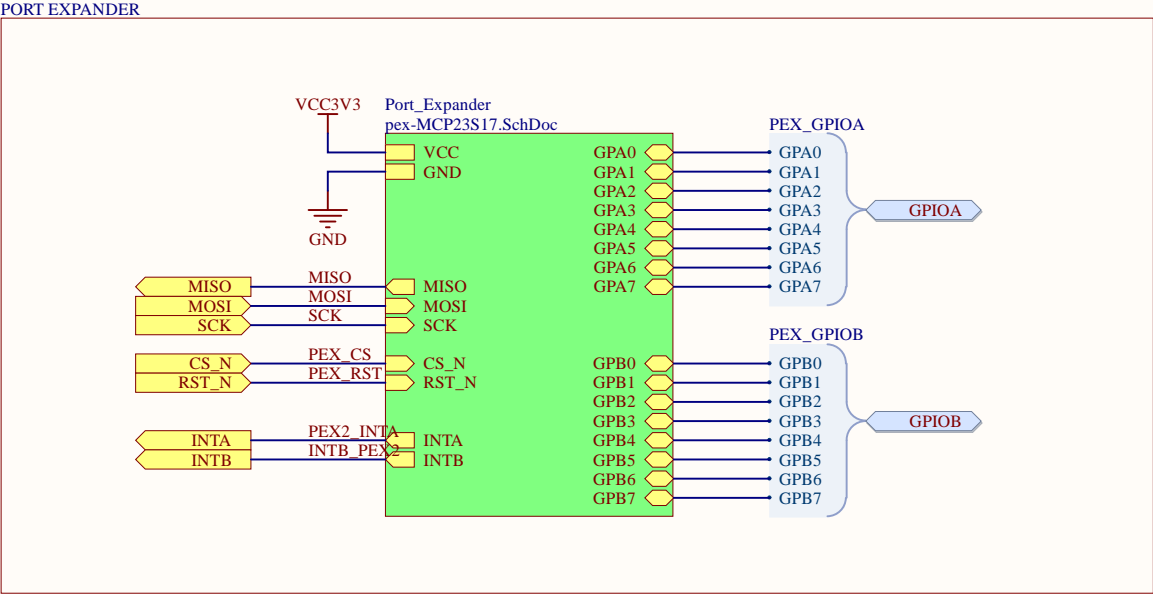 PORT EXPANDER
VCC3V3
Port_Expander
pex-MCP23S17.SchDoc
PEX_GPIOA
VCC
GPA0
GPA0
GND
GPA1
GPA1
GPA2
GPA2
GPA3
GPA3
GPIOA
GND
GPA4
GPA4
GPA5
GPA5
GPA6
GPA6
MISO
MISO
MISO
GPA7
GPA7
MOSI
MOSI
MOSI
SCK
SCK
SCK
PEX_GPIOB
CS_N
PEX_CS
CS_N
GPB0
GPB0
RST_N
PEX_RST
RST_N
GPB1
GPB1
GPB2
GPB2
GPB3
GPB3
GPIOB
INTA
PEX2_INTA
INTA
GPB4
GPB4
INTB
INTB_PEX2
INTB
GPB5
GPB5
GPB6
GPB6
GPB7
GPB7